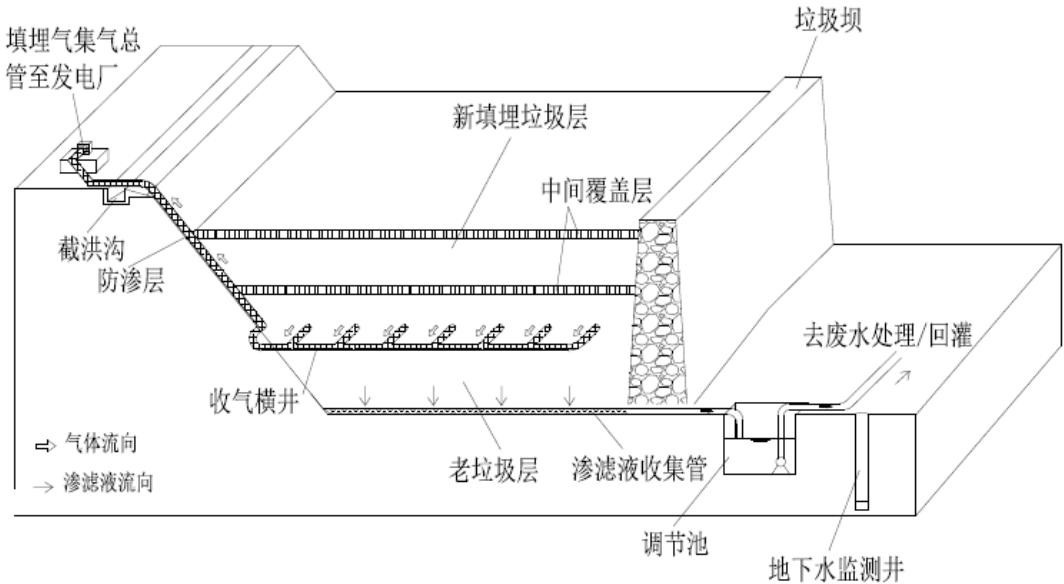 填埋气集气总
管至发电厂
垃圾坝
新填埋垃圾层
中间覆盖层
截洪沟
防渗层
去废水处理/回灌
收气横井
气体流向
渗滤液流向
老垃圾层
渗滤液收集管
调节池
地下水监测井